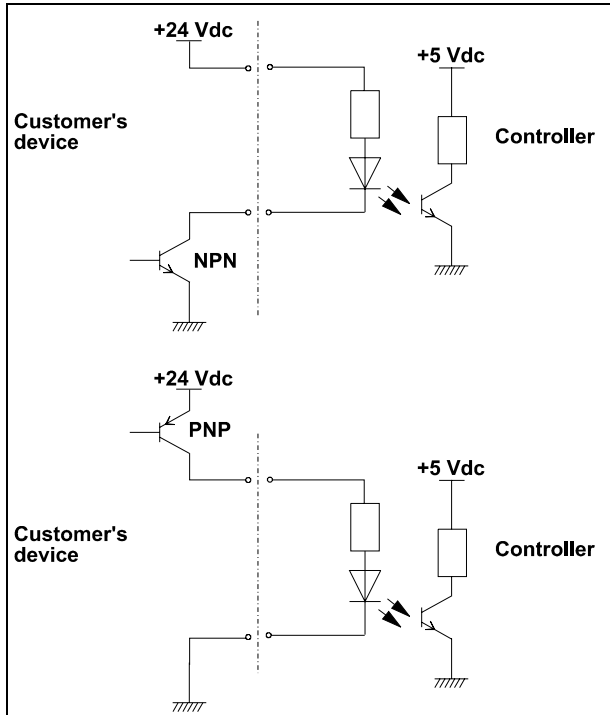 +24 Vdc
+5 Vdc
Customer's
device
Controller
NPN
+24 Vdc
PNP
+5 Vdc
Customer's
device
Controller